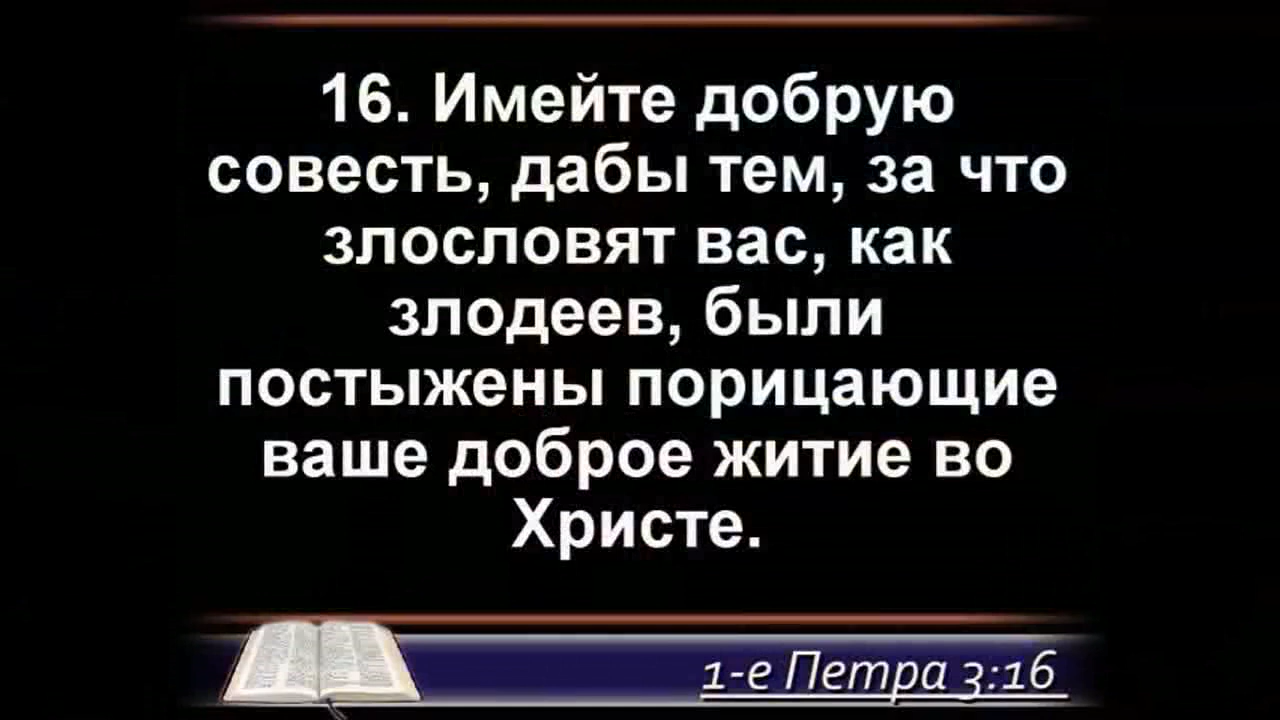 16. Имейте добрую
совесть, дабы тем, за что
злословят вас, как
злодеев, были
постыжены порицающие
ваше доброе житие во
Христе.
1-е Петра 3:16